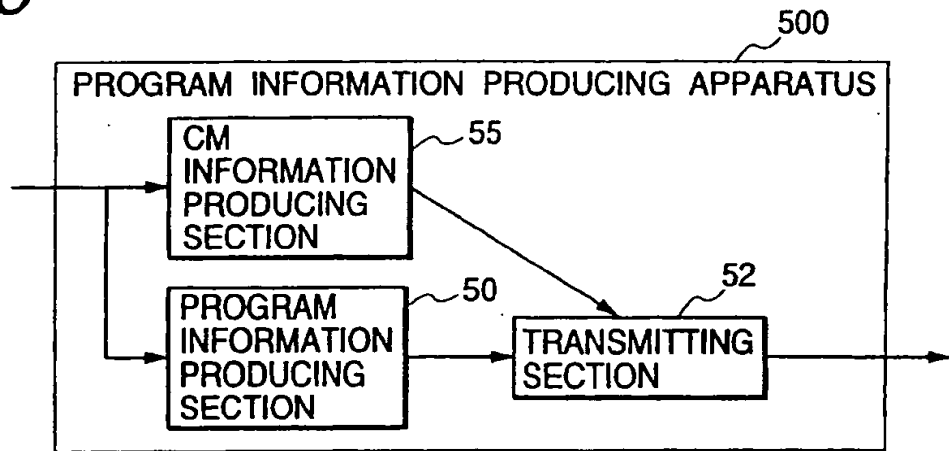 500
PROGRAM INFORMATION PRODUCING APPARATUS
CM
INFORMATION
PRODUCING
SECTION
55
PROGRAM
INFORMATION
PRODUCING
SECTION
50
TRANSMITTING
SECTION
52